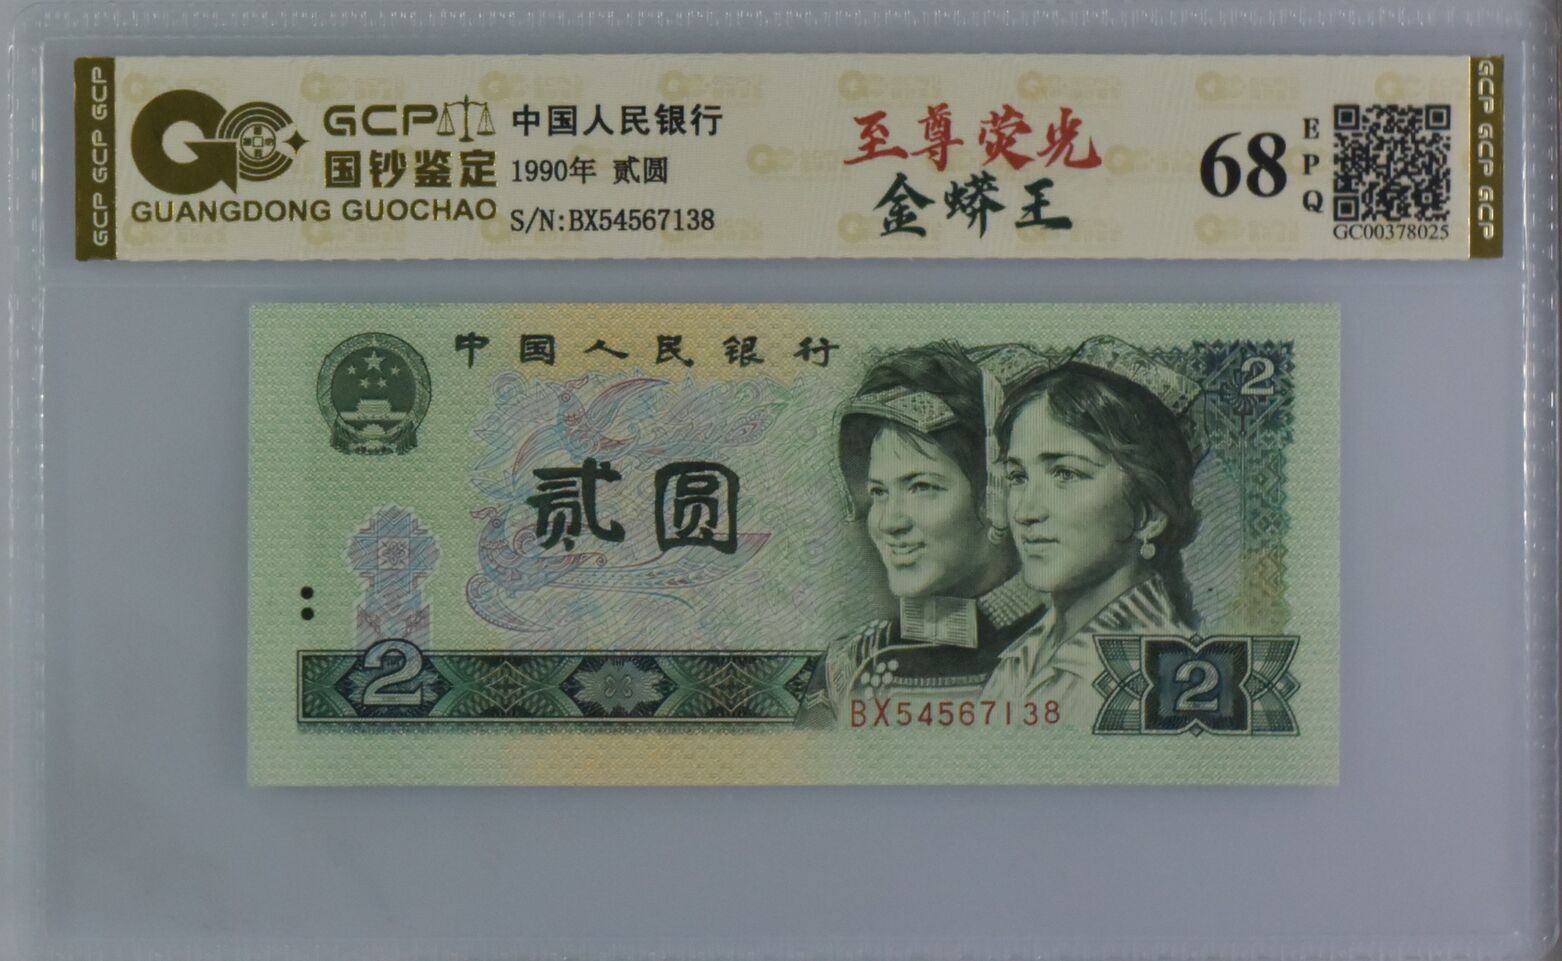 GCP GCP GCP
GCP
国钞鉴定
GUANGDONG GUOCHAO
中国人民银行
1990年 贰圆
S/N:BX54567138
至尊荧光
金蟒王
68
EPQ
GC00378025
GCP GCP GCP
中国人民银行
2
贰圆
2
BX54567138
2